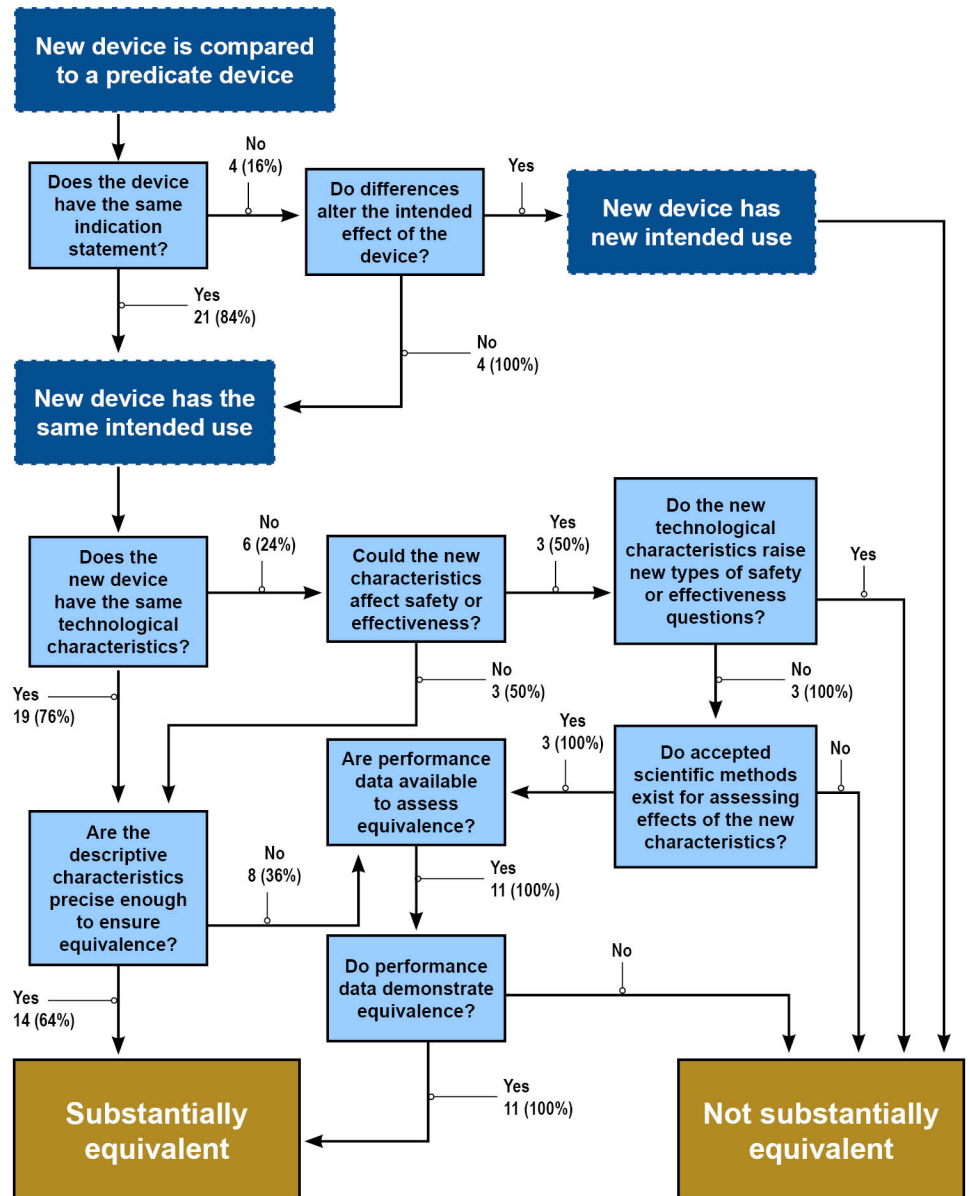 New device is compared
to a predicate device
No
4 (16%)
Yes
Does the device
have the same
indication
statement?
Do differences
alter the intended
effect of the
device?
New device has
new intended use
Yes
21 (84%)
No
4 (100%)
New device has the
same intended use
No
6 (24%)
Yes
3 (50%)
Does the
new device
have the same
technological
characteristics?
Could the new
characteristics
affect safety or
effectiveness?
Do the new
technological
characteristics raise
new types of safety
or effectiveness
questions?
Yes
Yes
19 (76%)
No
3 (50%)
No
3 (100%)
Yes
3 (100%)
Are performance
data available
to assess
equivalence?
Do accepted
scientific methods
exist for assessing
effects of the new
characteristics?
No
Are the
descriptive
characteristics
precise enough
to ensure
equivalence?
No
8 (36%)
Yes
11 (100%)
Do performance
data demonstrate
equivalence?
No
Yes
14 (64%)
Yes
11 (100%)
Substantially
equivalent
Not substantially
equivalent